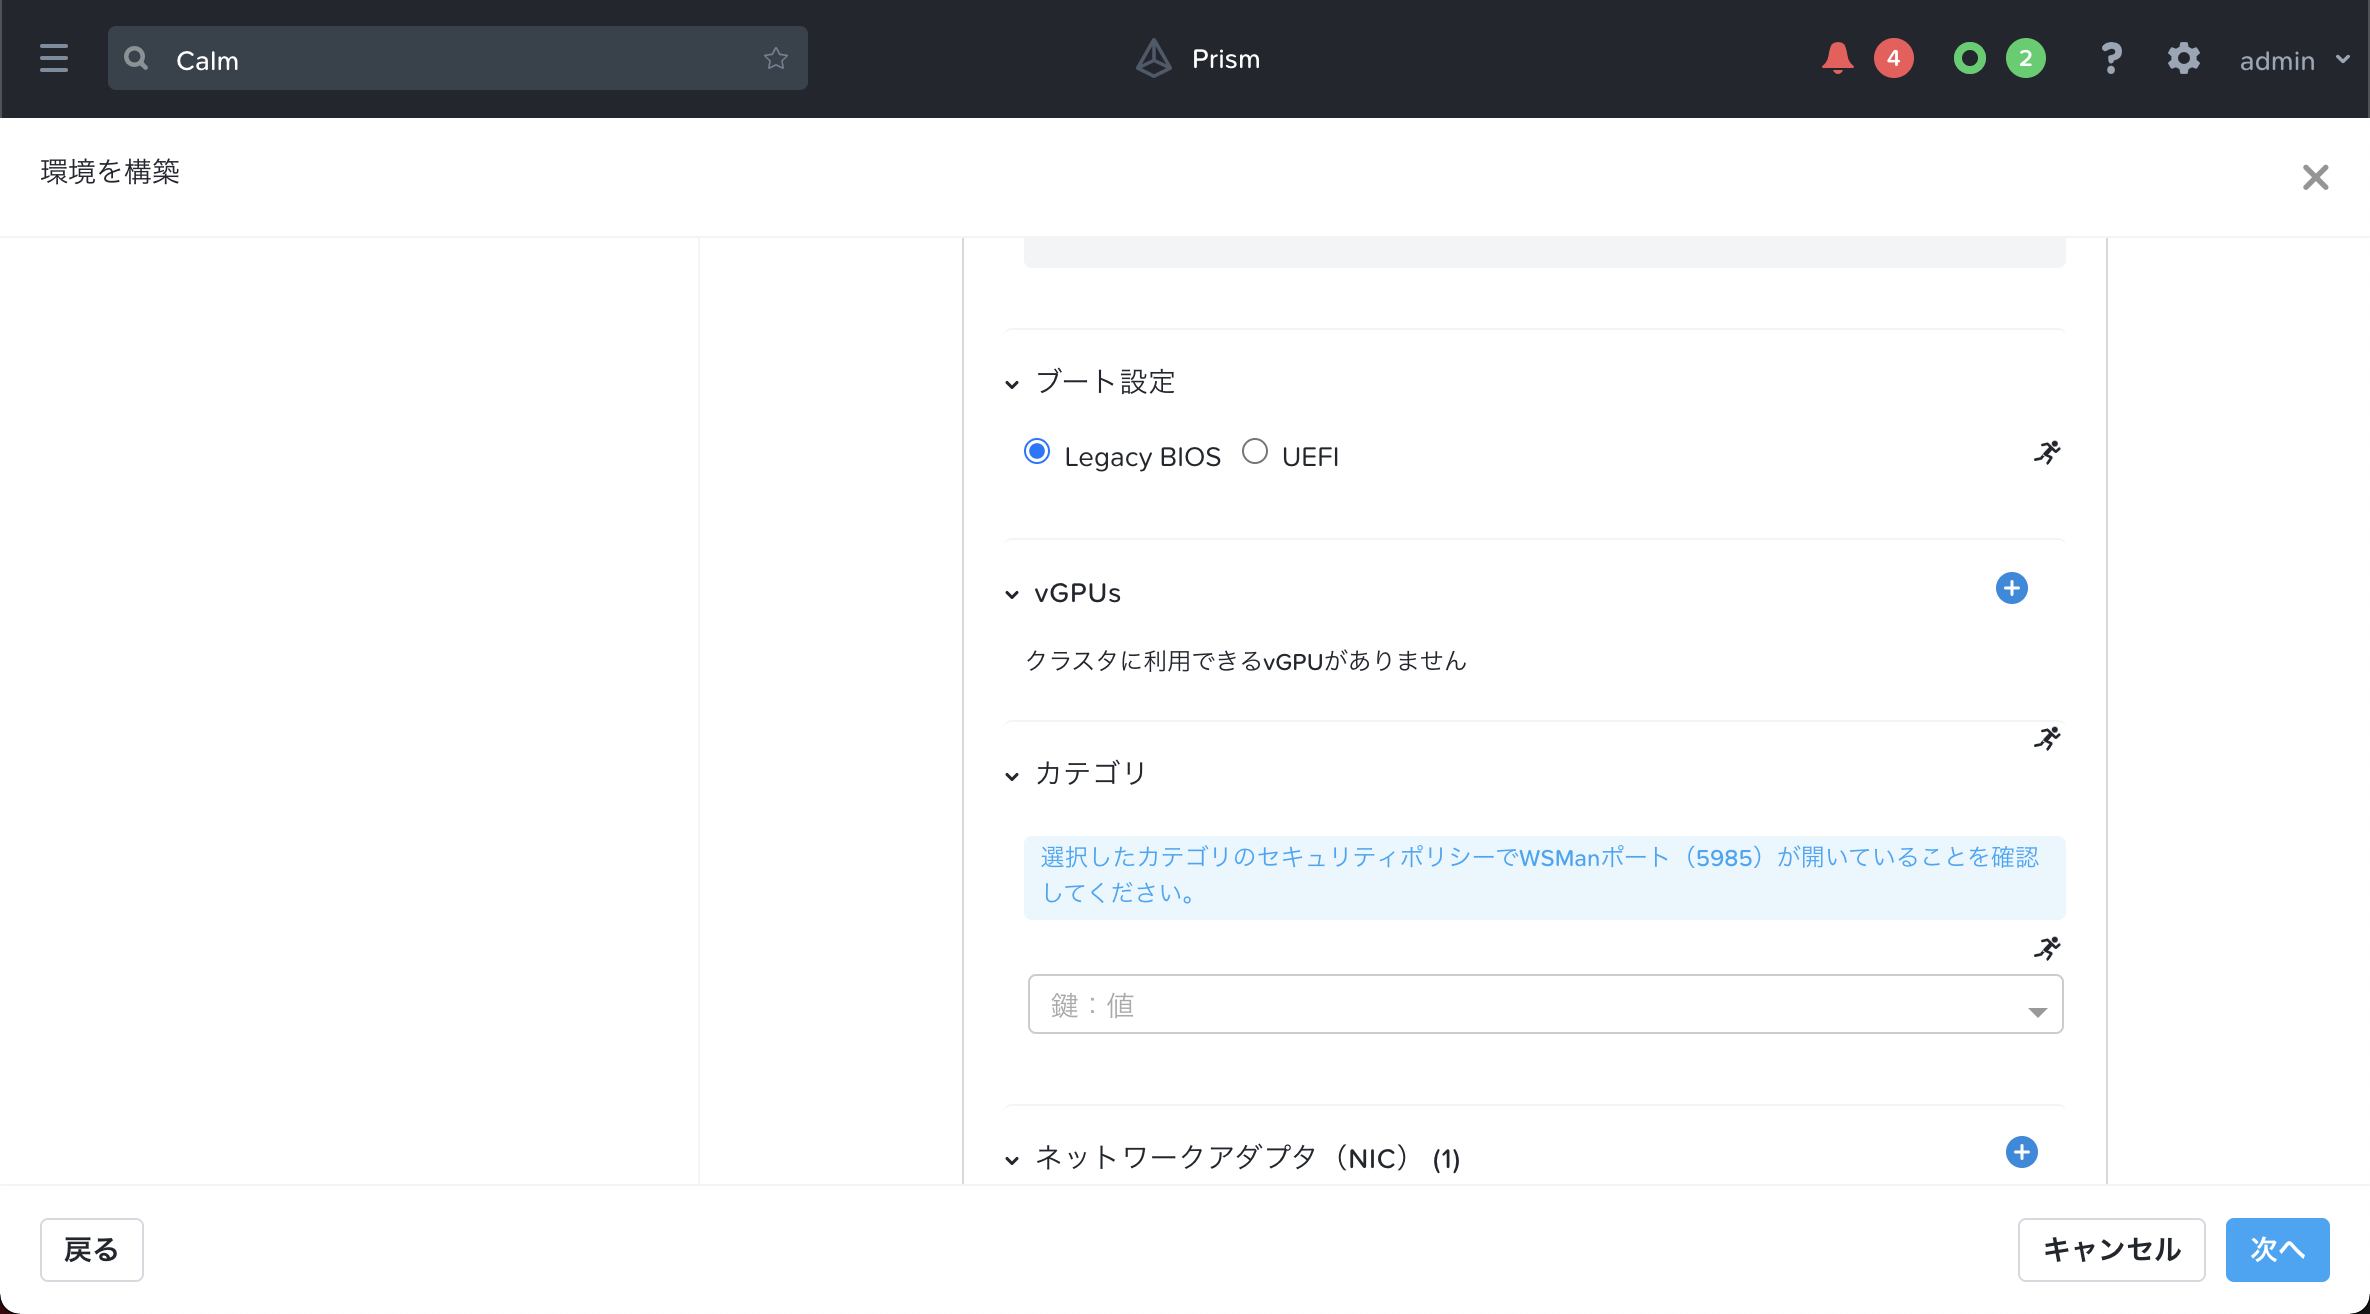 Calm
Prism
4
2
?
admin
環境を構築
ブート設定
Legacy BIOS
UEFI
vGPUs
クラスタに利用できるvGPUがありません
カテゴリ
選択したカテゴリのセキュリティポリシーでWSManポート（5985）が開いていることを確認
してください。
鍵：値
ネットワークアダプタ（NIC） (1)
戻る
キャンセル
次へ